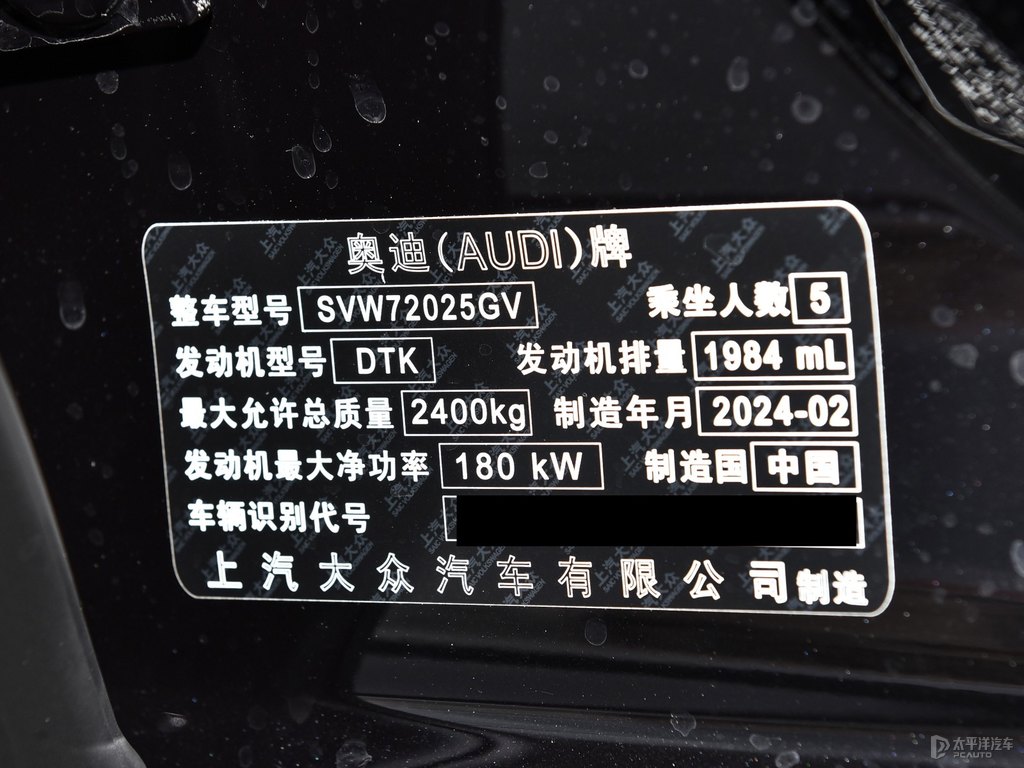 奥迪(AUDI)牌
整车型号 SVW72025GV 乘坐人数 5
发动机型号 DTK 发动机排量 1984 mL
最大允许总质量 2400kg 制造年月 2024-02
发动机最大净功率 180 kW 制造国 中国
车辆识别代号
上汽大众汽车有限公司制造
太平洋汽车
PCAUTO